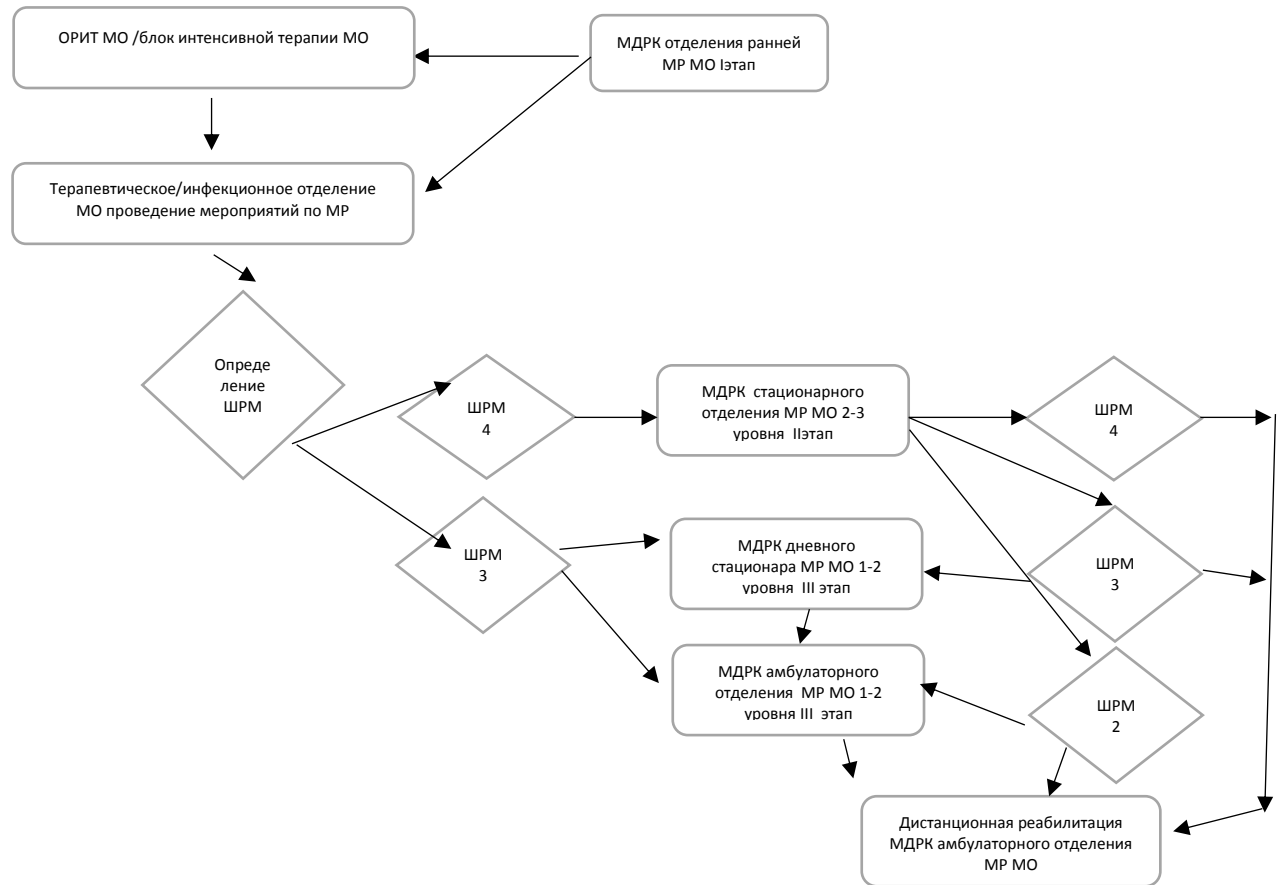 ОРИТ МО /блок интенсивной терапии МО
МДРК отделения ранней
МР МО Iэтап
Терапевтическое/инфекционное отделение
МО проведение мероприятий по МР
Опреде
ление
ШРМ
ШРМ
4
МДРК стационарного
отделения МР МО 2-3
уровня IIэтап
ШРМ
4
ШРМ
3
МДРК дневного
стационара МР МО 1-2
уровня III этап
ШРМ
3
МДРК амбулаторного
отделения МР МО 1-2
уровня III этап
ШРМ
2
Дистанционная реабилитация
МДРК амбулаторного отделения
МР МО